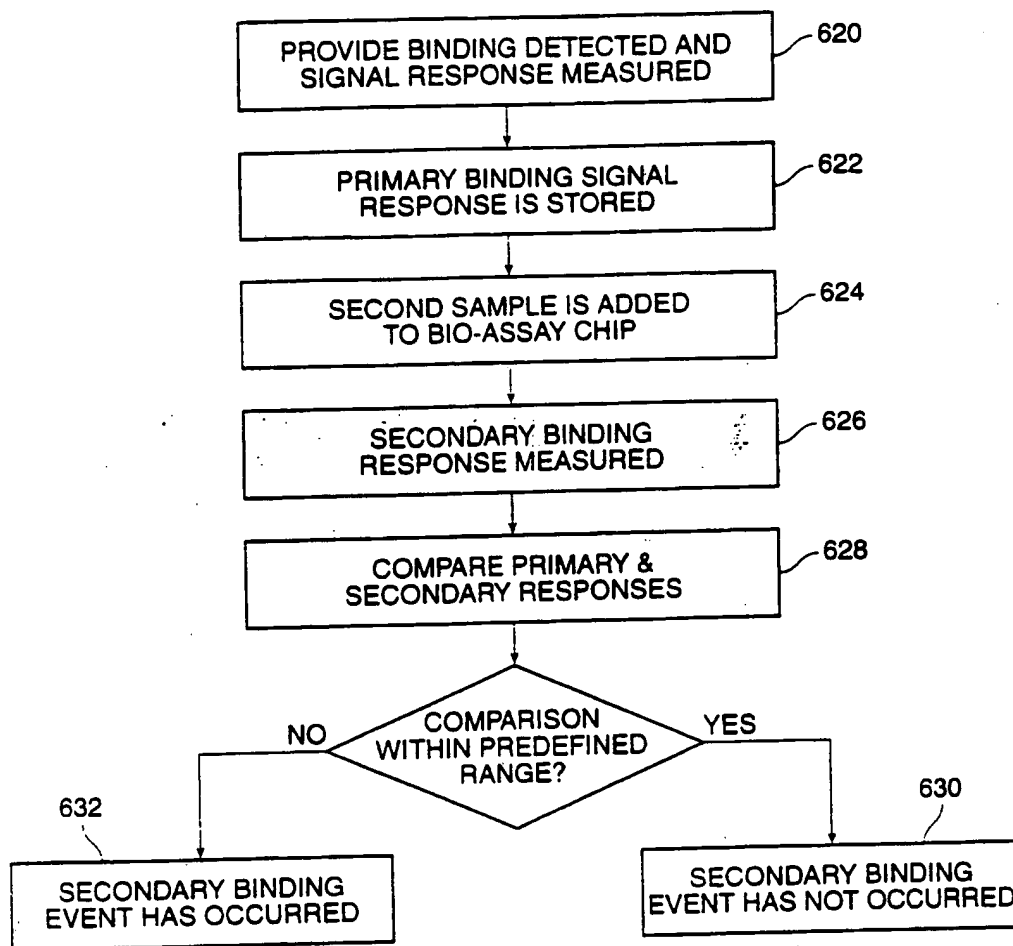 PROVIDE BINDING DETECTED AND
SIGNAL RESPONSE MEASURED
620
PRIMARY BINDING SIGNAL
RESPONSE IS STORED
622
SECOND SAMPLE IS ADDED
TO BIO-ASSAY CHIP
624
SECONDARY BINDING
RESPONSE MEASURED
626
COMPARE PRIMARY &
SECONDARY RESPONSES
628
COMPARISON
WITHIN PREDEFINED
RANGE?
NO
YES
632
SECONDARY BINDING
EVENT HAS OCCURRED
630
SECONDARY BINDING
EVENT HAS NOT OCCURRED